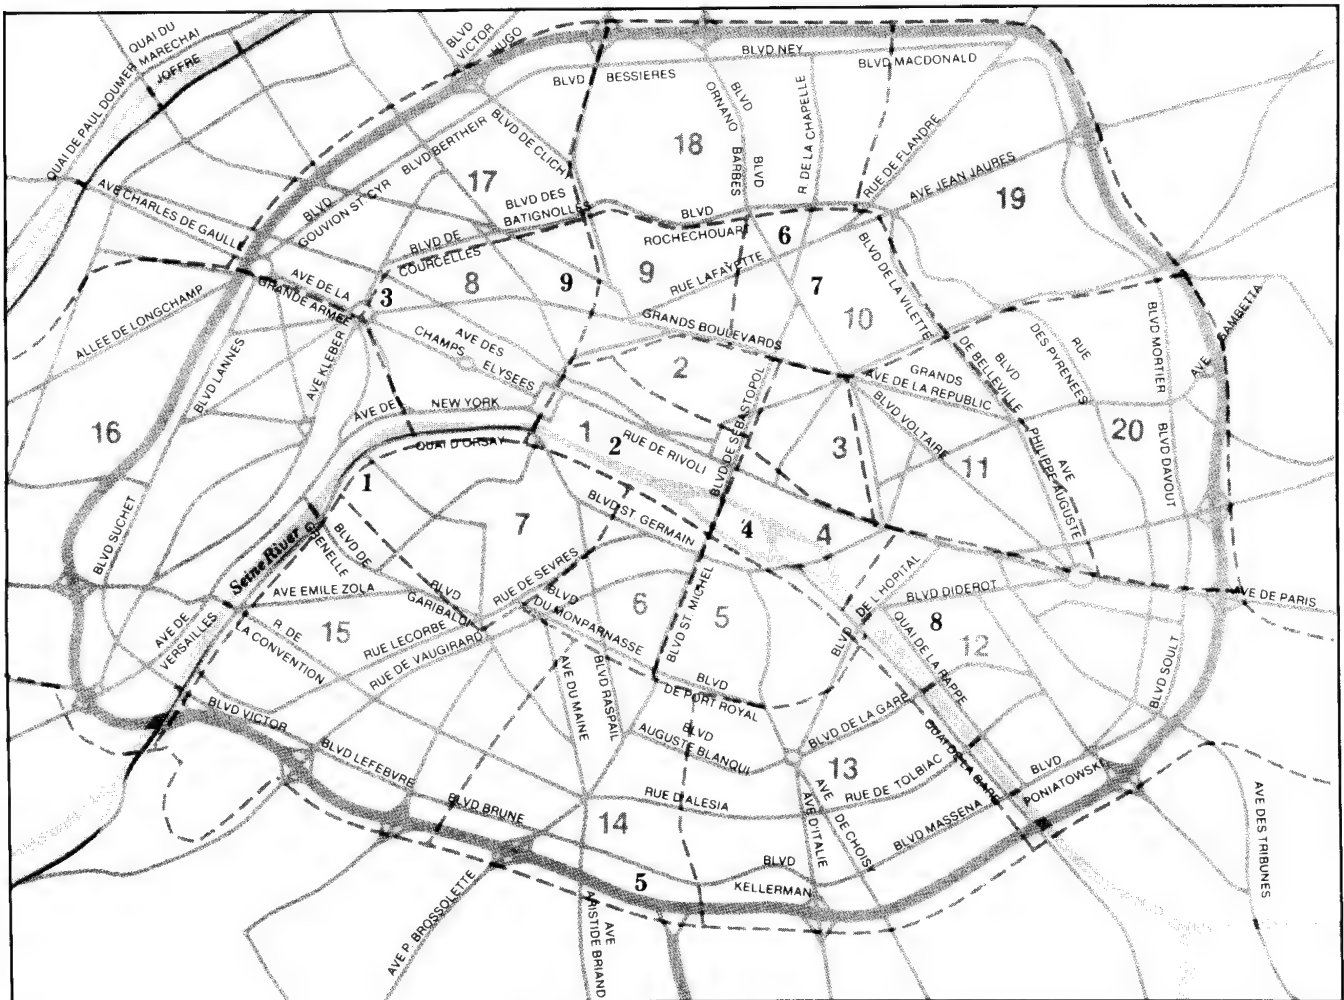 QUAI DU
MARECHAL
JOFFRE
QUAI DE PAUL DOUMER
BLVD
VICTOR
HUGO
BLVD NEY
BLVD MACDONALD
BLVD BESSIERES
BLVD
ORNANO
BLVD
BARBES
R. DE LA CHAPELLE
RUE DE FLANDRE
AVE JEAN JAURES
18
19
17
BLVD DE CLICHY
BLVD BERTHEIR
BLVD
GOUVION ST CYR
AVE CHARLES DE GAULLE
BLVD DES
BATIGNOLLES
BLVD
ROCHECHOUART
6
BLVD DE
COURCELLES
8
9
9
RUE LAFAYETTE
7
10
BLVD DE LA VILETTE
AVE DE LA
GRANDE ARMEE
3
ALLEE DE LONGCHAMP
BLVD LANNES
AVE KLEBER
AVE DES
CHAMPS ELYSEES
GRANDS BOULEVARDS
2
GRANDS
AVE DE LA REPUBLIC
BLVD
DE BELLEVILLE
RUE
DES PYRENEES
BLVD MORTIER
AVE GAMBETTA
16
AVE DE NEW YORK
QUAI D'ORSAY
1
2
RUE DE RIVOLI
BLVD DE SEBASTOPOL
3
BLVD VOLTAIRE
11
AVE
PHILIPPE-AUGUSTE
20
BLVD DAVOUT
1
BLVD SUCHET
Seine River
BLVD DE
GRENELLE
7
BLVD ST GERMAIN
4
4
AVE EMILE ZOLA
BLVD
GARIBALDI
RUE DE SEVRES
BLVD
DU MONPARNASSE
6
BLVD ST MICHEL
5
BLVD DE L'HOPITAL
BLVD DIDEROT
AVE DE PARIS
AVE DE
VERSAILLES
R. DE
LA CONVENTION
15
RUE LECORBE
RUE DE VAUGIRARD
8
12
QUAI DE LA RAPPE
BLVD SOULT
AVE DU MAINE
BLVD RASPAIL
BLVD
DE PORT ROYAL
BLVD VICTOR
BLVD LEFEBVRE
BLVD
AUGUSTE BLANQUI
BLVD DE LA GARE
QUAI DE LA GARE
13
RUE DE TOLBIAC
BLVD
PONIATOWSKI
BLVD BRUNE
RUE D'ALESIA
14
AVE D'ITALIE
AVE
DE CHOISI
BLVD MASSENA
AVE DES TRIBUNES
5
BLVD
KELLERMAN
AVE P. BROSSOLETTE
AVE
ARISTIDE BRIAND